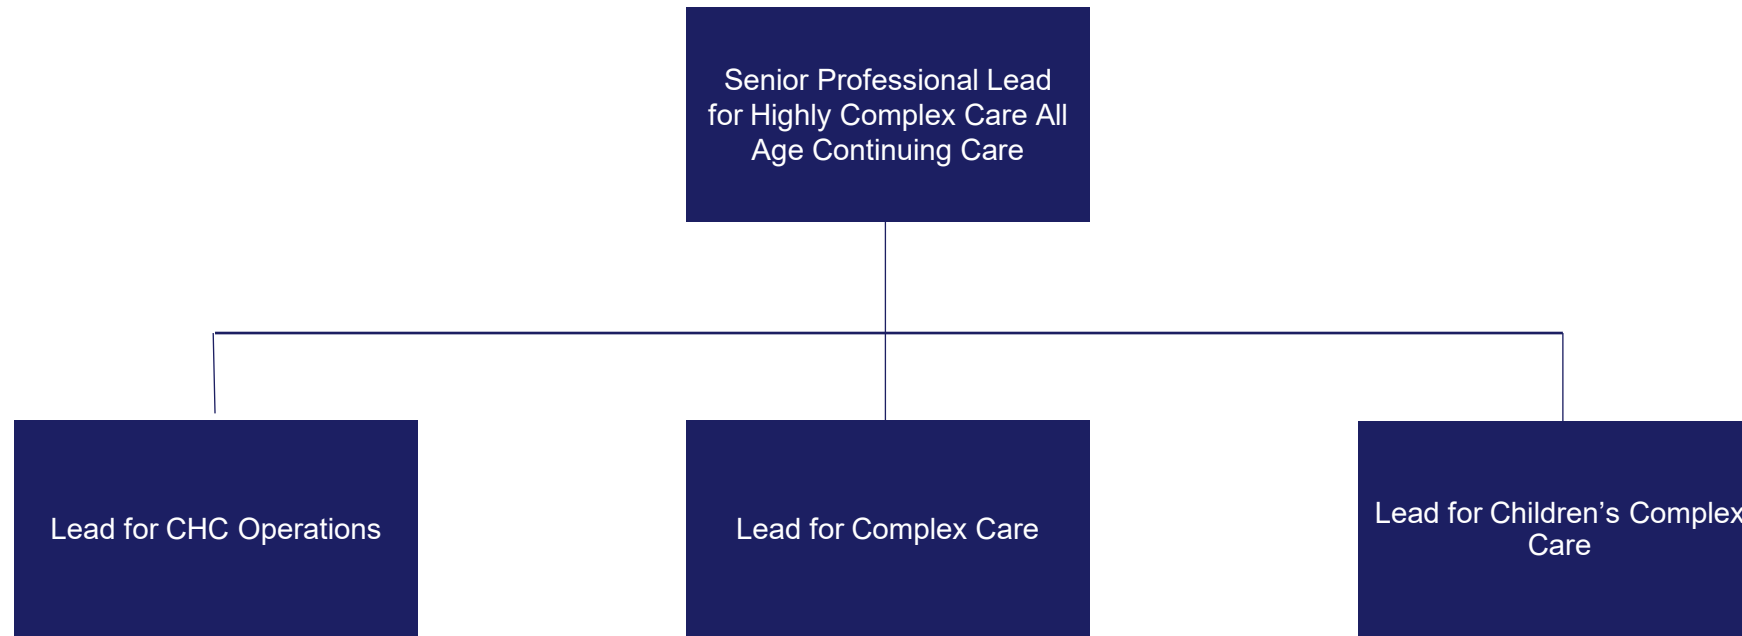 Senior Professional Lead
for Highly Complex Care All
Age Continuing Care
Lead for CHC Operations
Lead for Complex Care
Lead for Children’s Complex
Care